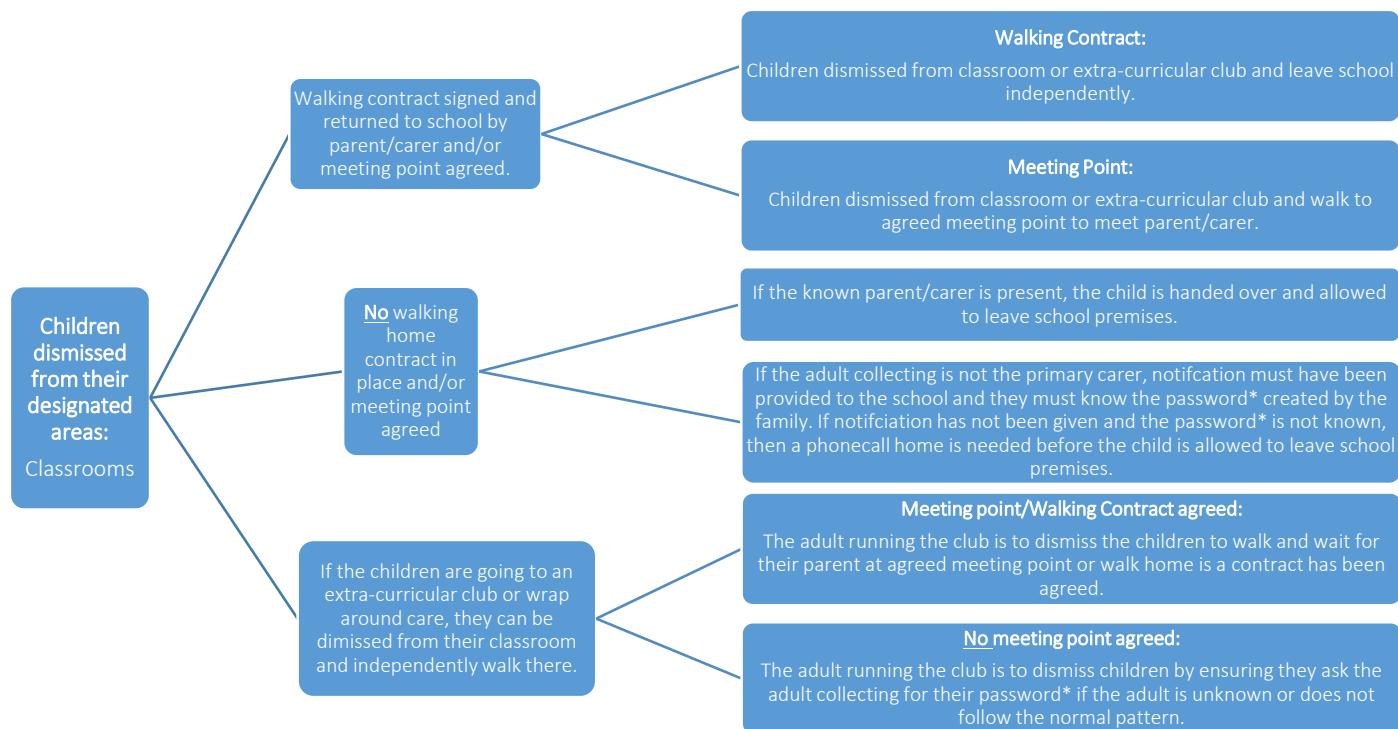 Children
dismissed
from their
designated
areas:
Classrooms
Walking contract signed and
returned to school by
parent/carer and/or
meeting point agreed.
Walking Contract:
Children dismissed from classroom or extra-curricular club and leave school
independently.
Meeting Point:
Children dismissed from classroom or extra-curricular club and walk to
agreed meeting point to meet parent/carer.
No walking
home
contract in
place and/or
meeting point
agreed
If the known parent/carer is present, the child is handed over and allowed
to leave school premises.
If the adult collecting is not the primary carer, notifcation must have been
provided to the school and they must know the password* created by the
family. If notifciation has not been given and the password* is not known,
then a phonecall home is needed before the child is allowed to leave school
premises.
If the children are going to an
extra-curricular club or wrap
around care, they can be
dimissed from their classroom
and independently walk there.
Meeting point/Walking Contract agreed:
The adult running the club is to dismiss the children to walk and wait for
their parent at agreed meeting point or walk home is a contract has been
agreed.
No meeting point agreed:
The adult running the club is to dismiss children by ensuring they ask the
adult collecting for their password* if the adult is unknown or does not
follow the normal pattern.